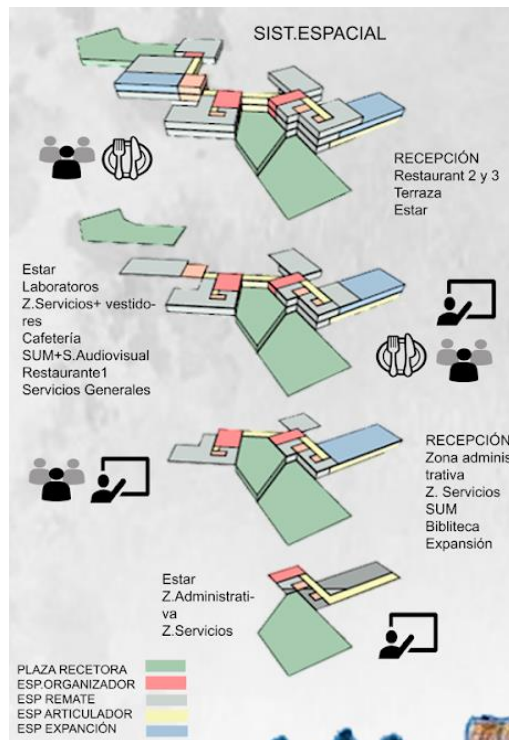 SIST.ESPACIAL
RECEPCIÓN
Restaurant 2 y 3
Terraza
Estar
Estar
Laboratoros
Z.Servicios+ vestido-
res
Cafetería
SUM+S.Audiovisual
Restaurante1
Servicios Generales
RECEPCIÓN
Zona adminis
trativa
Z. Servicios
SUM
Bibliteca
Expansión
Estar
Z.Administrati-
va
Z.Servicios
PLAZA RECETORA
ESP.ORGANIZADOR
ESP REMATE
ESP ARTICULADOR
ESP EXPANCIÓN